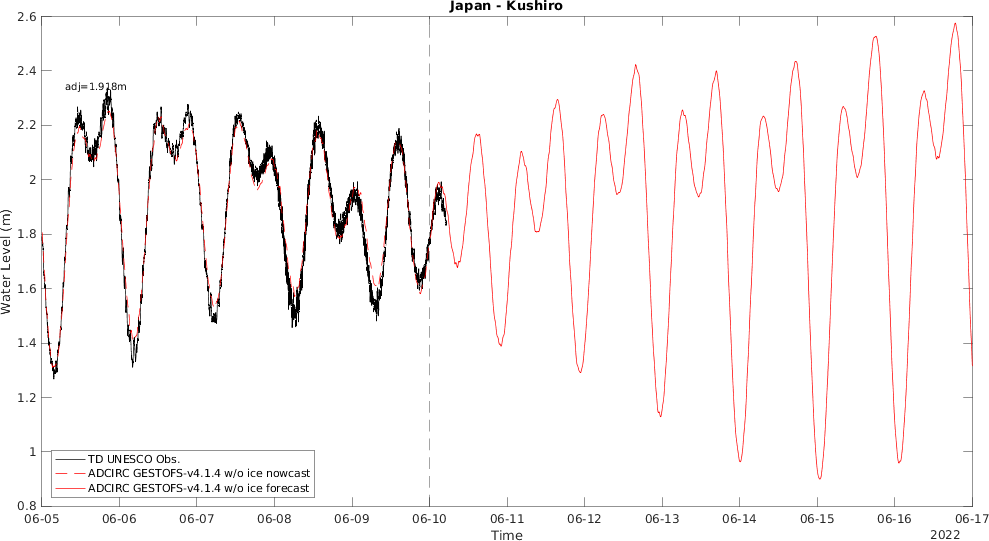 Japan - Kushiro
2.6
2.4
2.2
2
1.8
1.6
1.4
1.2
1
0.8
Water Level (m)
adj=1.918m
TD UNESCO Obs.
ADCIRC GESTOFS-v4.1.4 w/o ice nowcast
ADCIRC GESTOFS-v4.1.4 w/o ice forecast
06-05 06-06 06-07 06-08 06-09 06-10 06-11 06-12 06-13 06-14 06-15 06-16 06-17
Time
2022